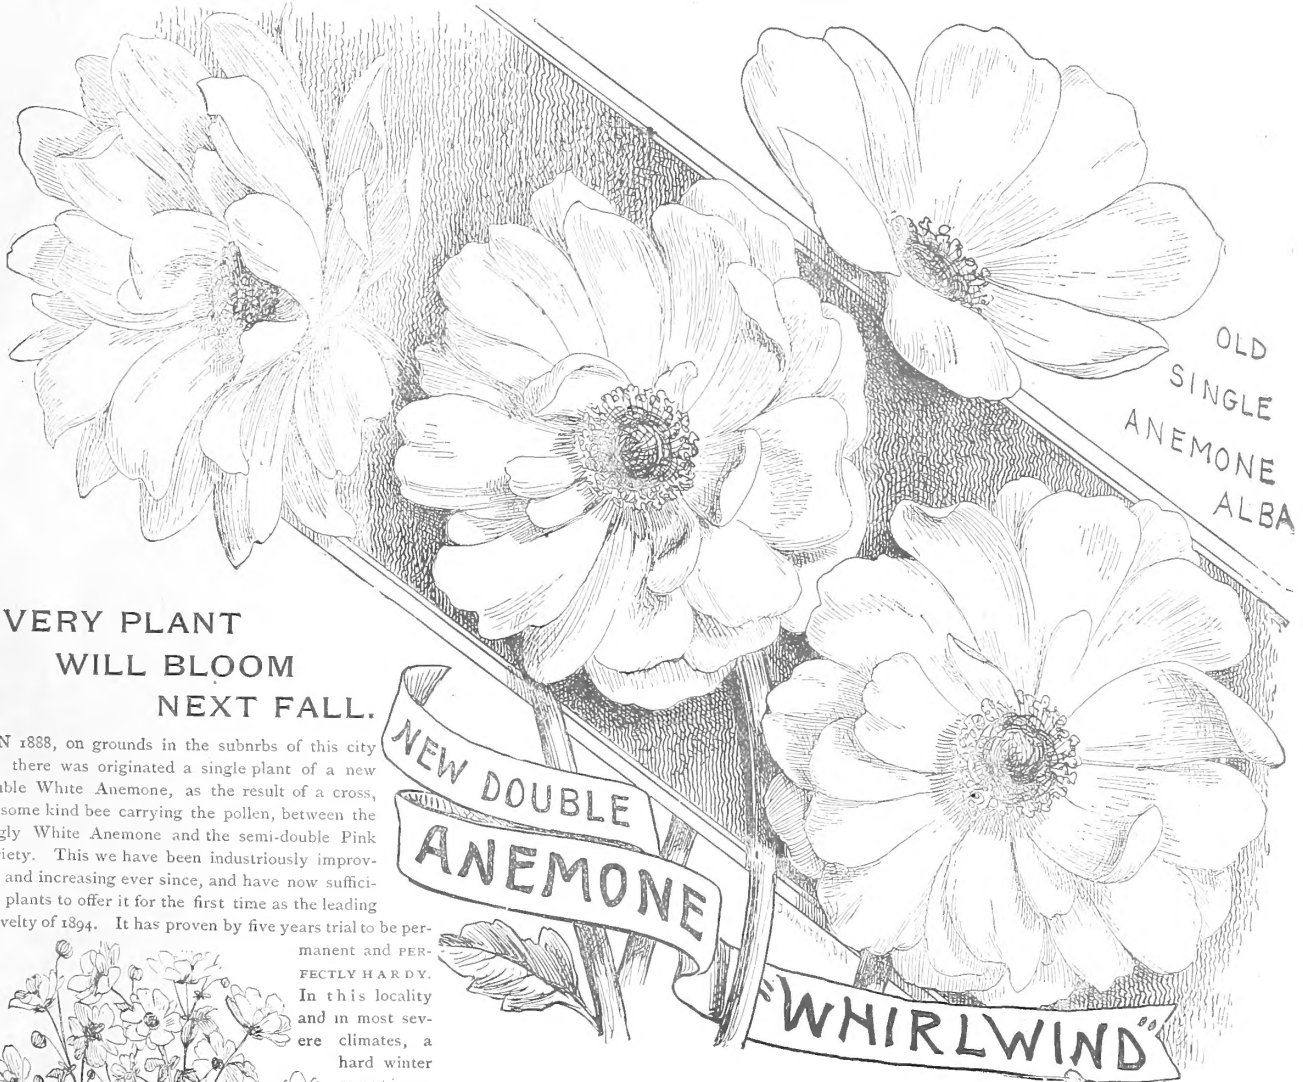 OLD
SINGLE
ANEMONE
ALBA
VERY PLANT
WILL BLOOM
NEXT FALL.
N 1888, on grounds in the subnrbs of this city
there was originated a single plant of a new
ble White Anemone, as the result of a cross,
some kind bee carrying the pollen, between the
gly White Anemone and the semi-double Pink
iety. This we have been industriously improv-
and increasing ever since, and have now suffici-
plants to offer it for the first time as the leading
velty of 1894. It has proven by five years trial to be per-
manent and PER-
FECTLY HARDY.
In this locality
and in most sev-
ere climates, a
hard winter
NEW DOUBLE
ANEMONE
"WHIRLWIND"